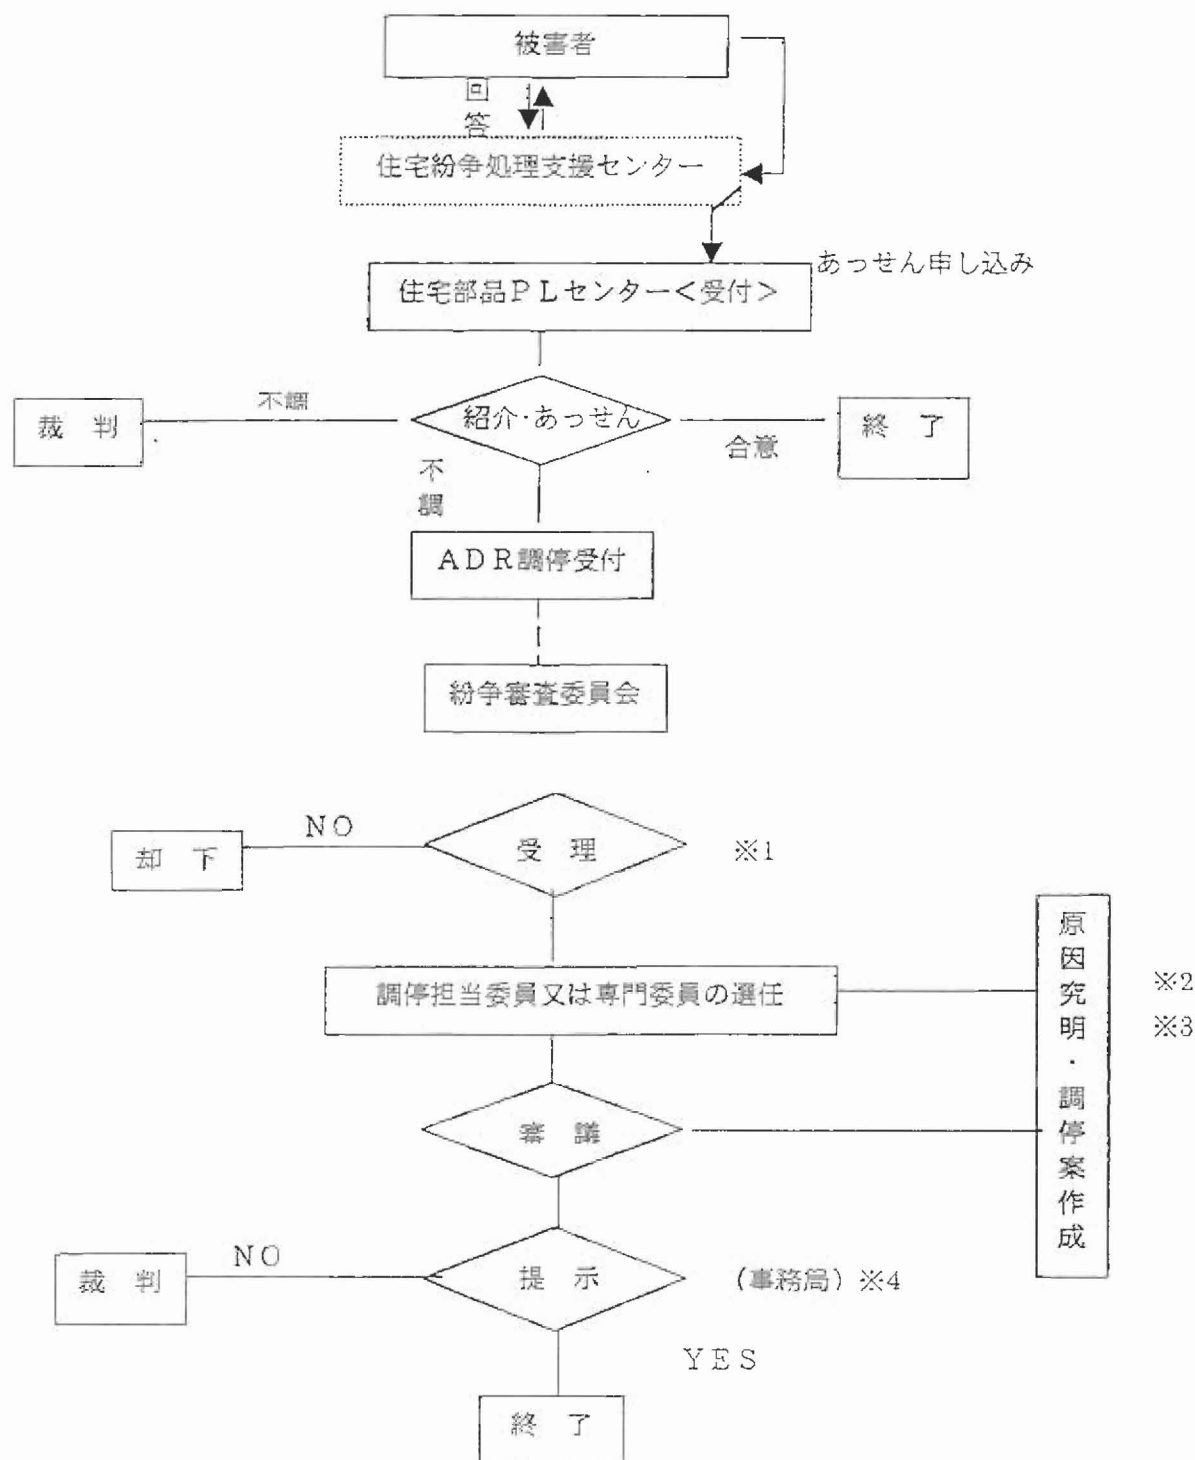 被害者
回答
住宅紛争処理支援センター
あっせん申し込み
住宅部品ＰＬセンター＜受付＞
不調
裁　判
紹介・あっせん
合意
終　了
不調
ＡＤＲ調停受付
紛争審査委員会
ＮＯ
却　下
受　理
※1
調停担当委員又は専門委員の選任
原因究明・調停案作成
※2
※3
審　議
ＮＯ
裁　判
提　示
（事務局）※4
ＹＥＳ
終　了